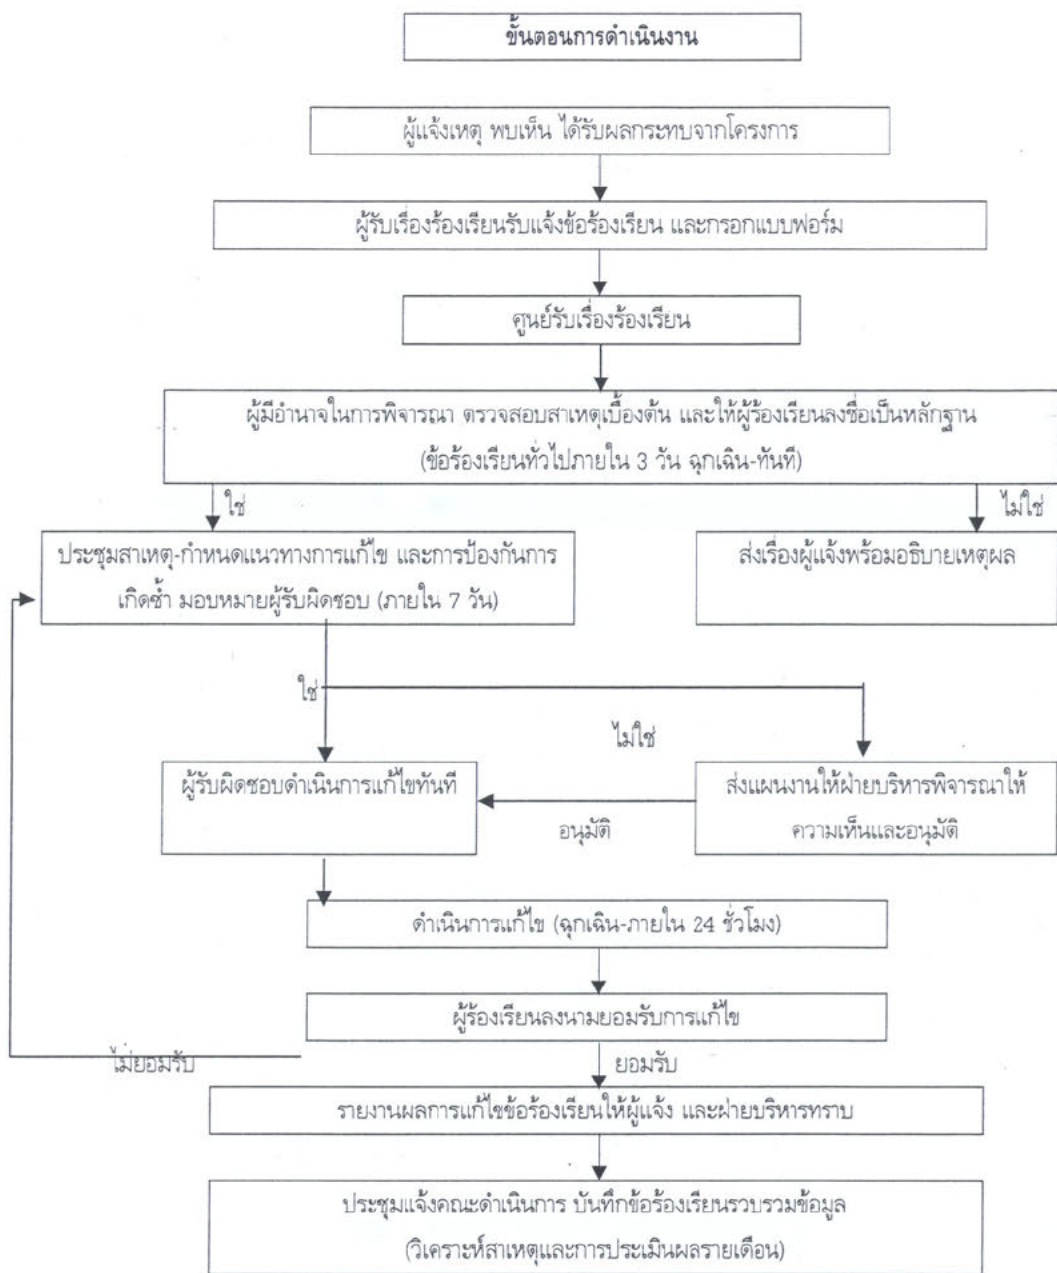 ขั้นตอนการดำเนินงาน
ผู้แจ้งเหตุ พบเห็น ได้รับผลกระทบจากโครงการ
ผู้รับเรื่องร้องเรียนรับแจ้งข้อร้องเรียน และกรอกแบบฟอร์ม
ศูนย์รับเรื่องร้องเรียน
ผู้มีอำนาจในการพิจารณา ตรวจสอบสาเหตุเบื้องต้น และให้ผู้ร้องเรียนลงชื่อเป็นหลักฐาน
(ข้อร้องเรียนทั่วไปภายใน 3 วัน ฉุกเฉิน-ทันที)
ใช่
ไม่ใช่
ประชุมสาเหตุ-กำหนดแนวทางการแก้ไข และการป้องกันการ
เกิดซ้ำ มอบหมายผู้รับผิดชอบ (ภายใน 7 วัน)
ส่งเรื่องผู้แจ้งพร้อมอธิบายเหตุผล
ใช่
ไม่ใช่
ผู้รับผิดชอบดำเนินการแก้ไขทันที
ส่งแผนงานให้ฝ่ายบริหารพิจารณาให้
ความเห็นและอนุมัติ
อนุมัติ
ดำเนินการแก้ไข (ฉุกเฉิน-ภายใน 24 ชั่วโมง)
ผู้ร้องเรียนลงนามยอมรับการแก้ไข
ไม่ยอมรับ
ยอมรับ
รายงานผลการแก้ไขข้อร้องเรียนให้ผู้แจ้ง และฝ่ายบริหารทราบ
ประชุมแจ้งคณะดำเนินการ บันทึกข้อร้องเรียนรวบรวมข้อมูล
(วิเคราะห์สาเหตุและการประเมินผลรายเดือน)